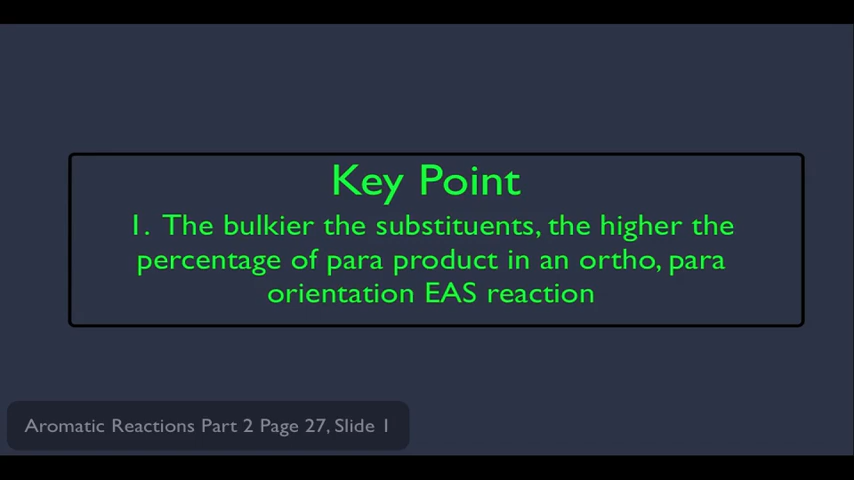 Key Point
1. The bulkier the substituents, the higher the
percentage of para product in an ortho, para
orientation EAS reaction
Aromatic Reactions Part 2 Page 27, Slide 1